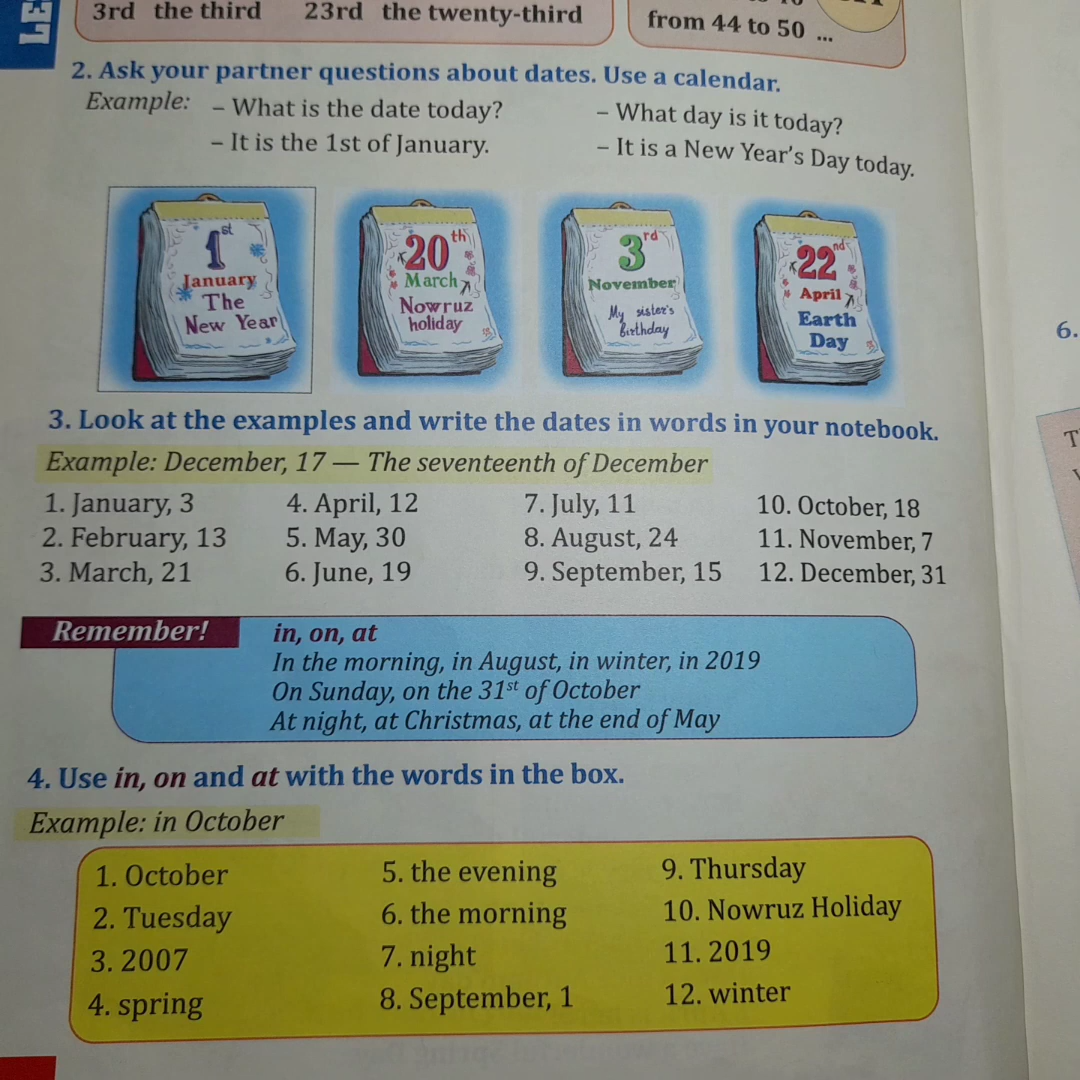 LE
3rd the third 23rd the twenty-third
from 44 to 50 ...
2. Ask your partner questions about dates. Use a calendar.
Example: – What is the date today?
– It is the 1st of January.
– What day is it today?
– It is a New Year's Day today.
1st
January
The
New Year
20th
March
Nowruz
holiday
3rd
November
My sister's
birthday
22nd
April
Earth
Day
3. Look at the examples and write the dates in words in your notebook.
Example: December, 17 — The seventeenth of December
1. January, 3
2. February, 13
3. March, 21
4. April, 12
5. May, 30
6. June, 19
7. July, 11
8. August, 24
9. September, 15
10. October, 18
11. November, 7
12. December, 31
Remember!
in, on, at
In the morning, in August, in winter, in 2019
On Sunday, on the 31st of October
At night, at Christmas, at the end of May
4. Use in, on and at with the words in the box.
Example: in October
1. October
2. Tuesday
3. 2007
4. spring
5. the evening
6. the morning
7. night
8. September, 1
9. Thursday
10. Nowruz Holiday
11. 2019
12. winter
6.